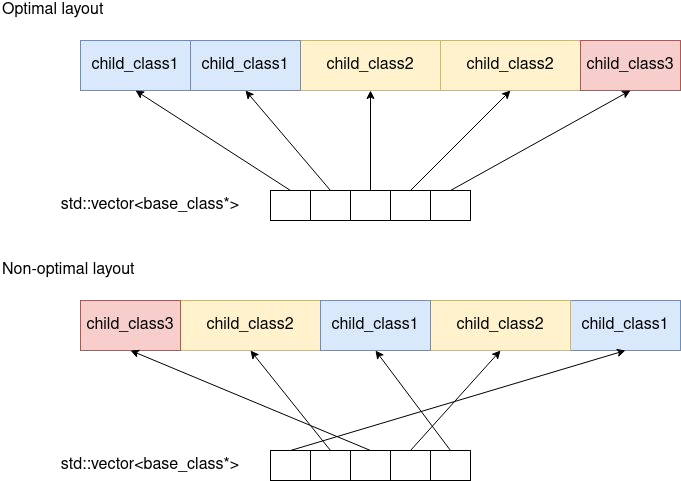 Optimal layout
child_class1 child_class1 child_class2 child_class2 child_class3
std::vector<base_class*>
Non-optimal layout
child_class3 child_class2 child_class1 child_class2 child_class1
std::vector<base_class*>